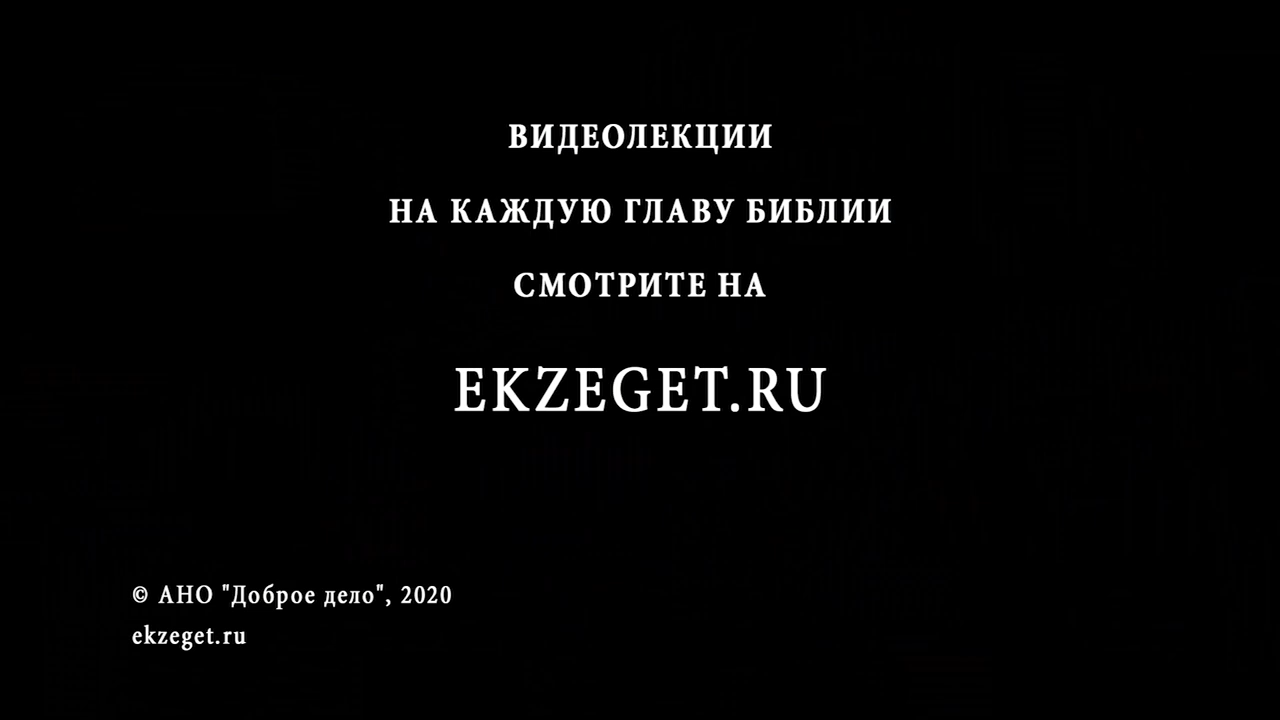 ВИДЕОЛЕКЦИИ
НА КАЖДУЮ ГЛАВУ БИБЛИИ
СМОТРИТЕ НА
EKZEGET.RU
© АНО "Доброе дело", 2020
ekzeget.ru